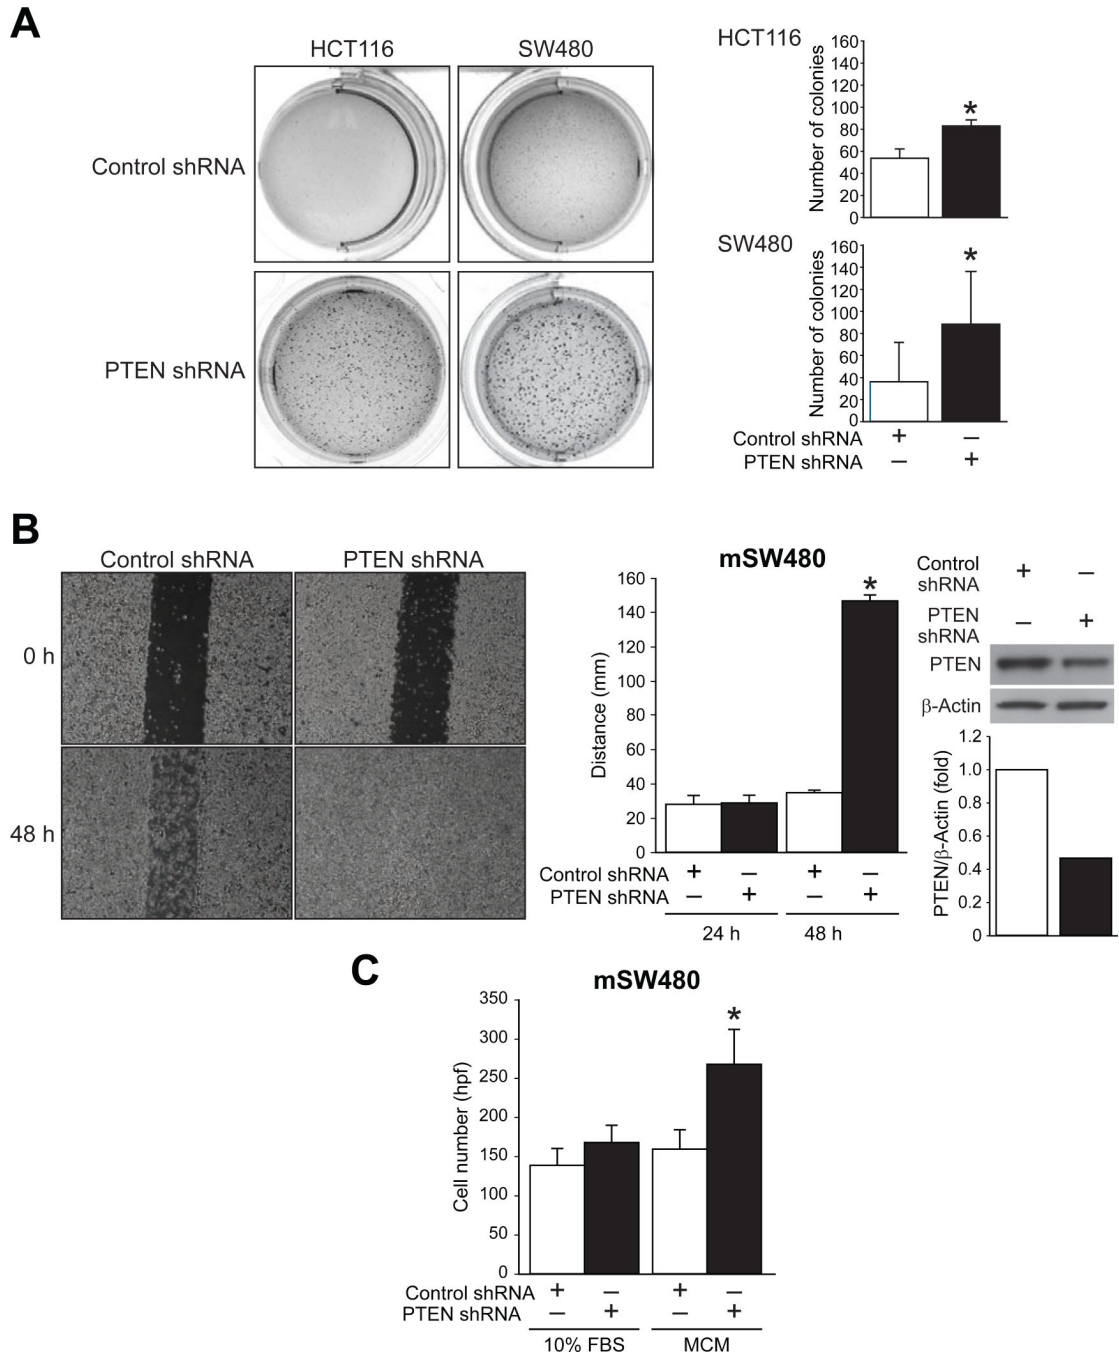 A
HCT116 SW480
Control shRNA
PTEN shRNA
HCT116
Number of colonies
160
140
120
100
80
60
40
20
0
*
SW480
Number of colonies
160
140
120
100
80
60
40
20
0
*
Control shRNA + –
PTEN shRNA – +
B
Control shRNA PTEN shRNA
0 h
48 h
mSW480
Distance (mm)
160
140
120
100
80
60
40
20
0
*
Control shRNA + – + –
PTEN shRNA – + – +
24 h 48 h
Control
shRNA + –
PTEN
shRNA – +
PTEN
β-Actin
PTEN/β-Actin (fold)
1.2
1.0
0.8
0.6
0.4
0.2
0
C
mSW480
Cell number (hpf)
350
300
250
200
150
100
50
0
*
Control shRNA + – + –
PTEN shRNA – + – +
10% FBS MCM